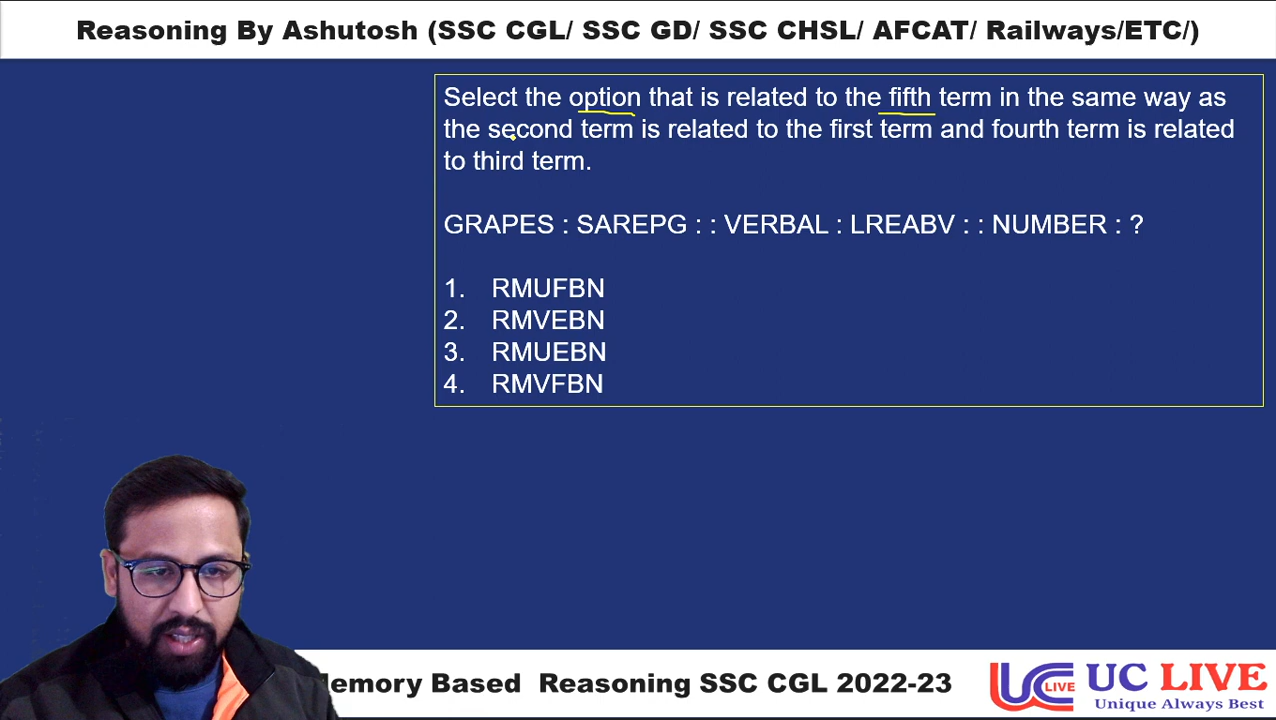 Reasoning By Ashutosh (SSC CGL/ SSC GD/ SSC CHSL/ AFCAT/ Railways/ETC/)
Select the option that is related to the fifth term in the same way as
the second term is related to the first term and fourth term is related
to third term.
GRAPES : SAREPG : : VERBAL : LREABV : : NUMBER : ?
1. RMUFBN
2. RMVEBN
3. RMUEBN
4. RMVFBN
Memory Based Reasoning SSC CGL 2022-23
UC LIVE
UC LIVE
Unique Always Best